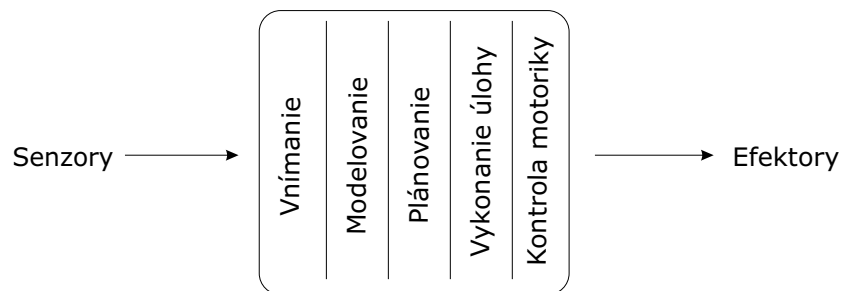 Senzory
Vnímanie
Modelovanie
Plánovanie
Vykonanie úlohy
Kontrola motoriky
Efektory